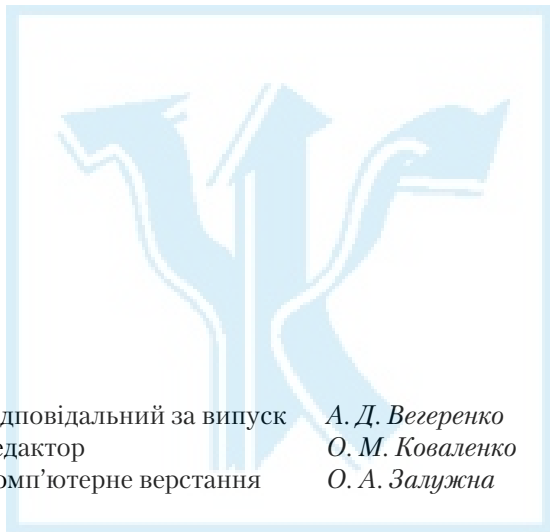 дповідальний за випуск А. Д. Вегеренко
едактор О. М. Коваленко
омп’ютерне верстання О. А. Залужна